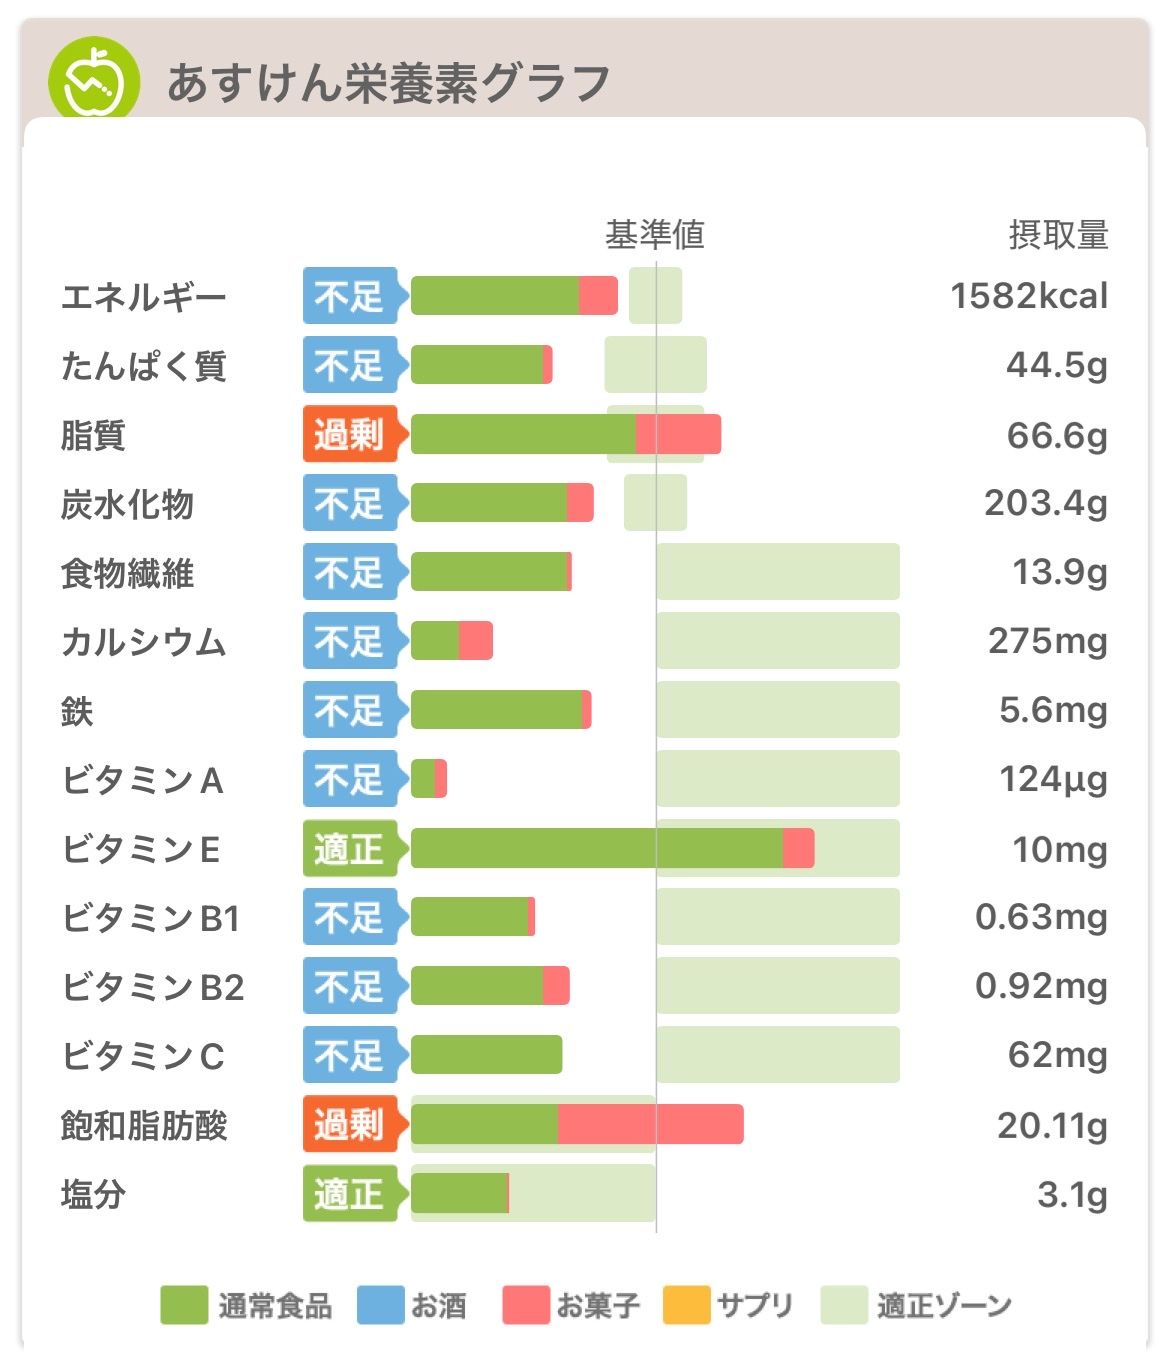 あすけん栄養素グラフ
基準値 摂取量
エネルギー 不足 1582kcal
たんぱく質 不足 44.5g
脂質 過剰 66.6g
炭水化物 不足 203.4g
食物繊維 不足 13.9g
カルシウム 不足 275mg
鉄 不足 5.6mg
ビタミンA 不足 124μg
ビタミンE 適正 10mg
ビタミンB1 不足 0.63mg
ビタミンB2 不足 0.92mg
ビタミンC 不足 62mg
飽和脂肪酸 過剰 20.11g
塩分 適正 3.1g
通常食品 お酒 お菓子 サプリ 適正ゾーン